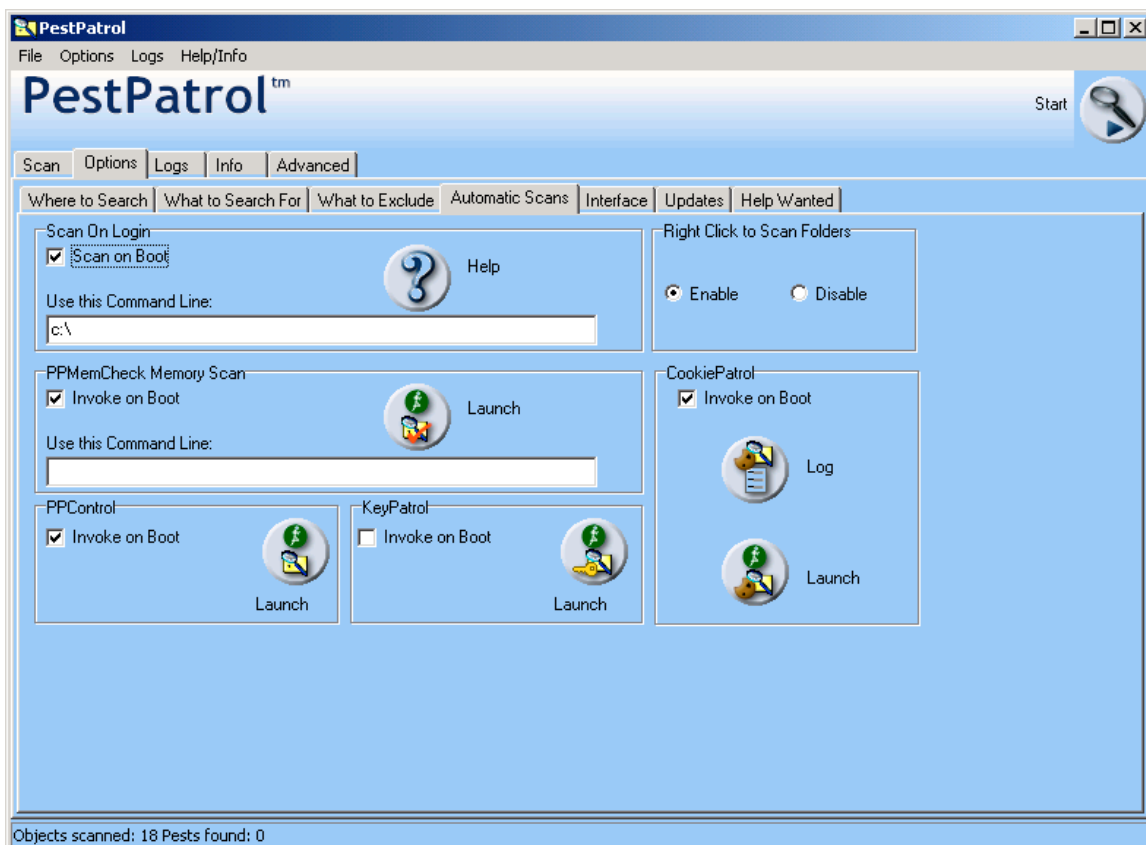 PestPatrol
File Options Logs Help/Info
PestPatrol tm
Start
Scan Options Logs Info Advanced
Where to Search What to Search For What to Exclude Automatic Scans Interface Updates Help Wanted
Scan On Login
Scan on Boot
Help
Use this Command Line:
c:\
Right Click to Scan Folders
Enable Disable
PPMemCheck Memory Scan
Invoke on Boot
Launch
Use this Command Line:
CookiePatrol
Invoke on Boot
Log
Launch
PPControl
Invoke on Boot
Launch
KeyPatrol
Invoke on Boot
Launch
Objects scanned: 18 Pests found: 0